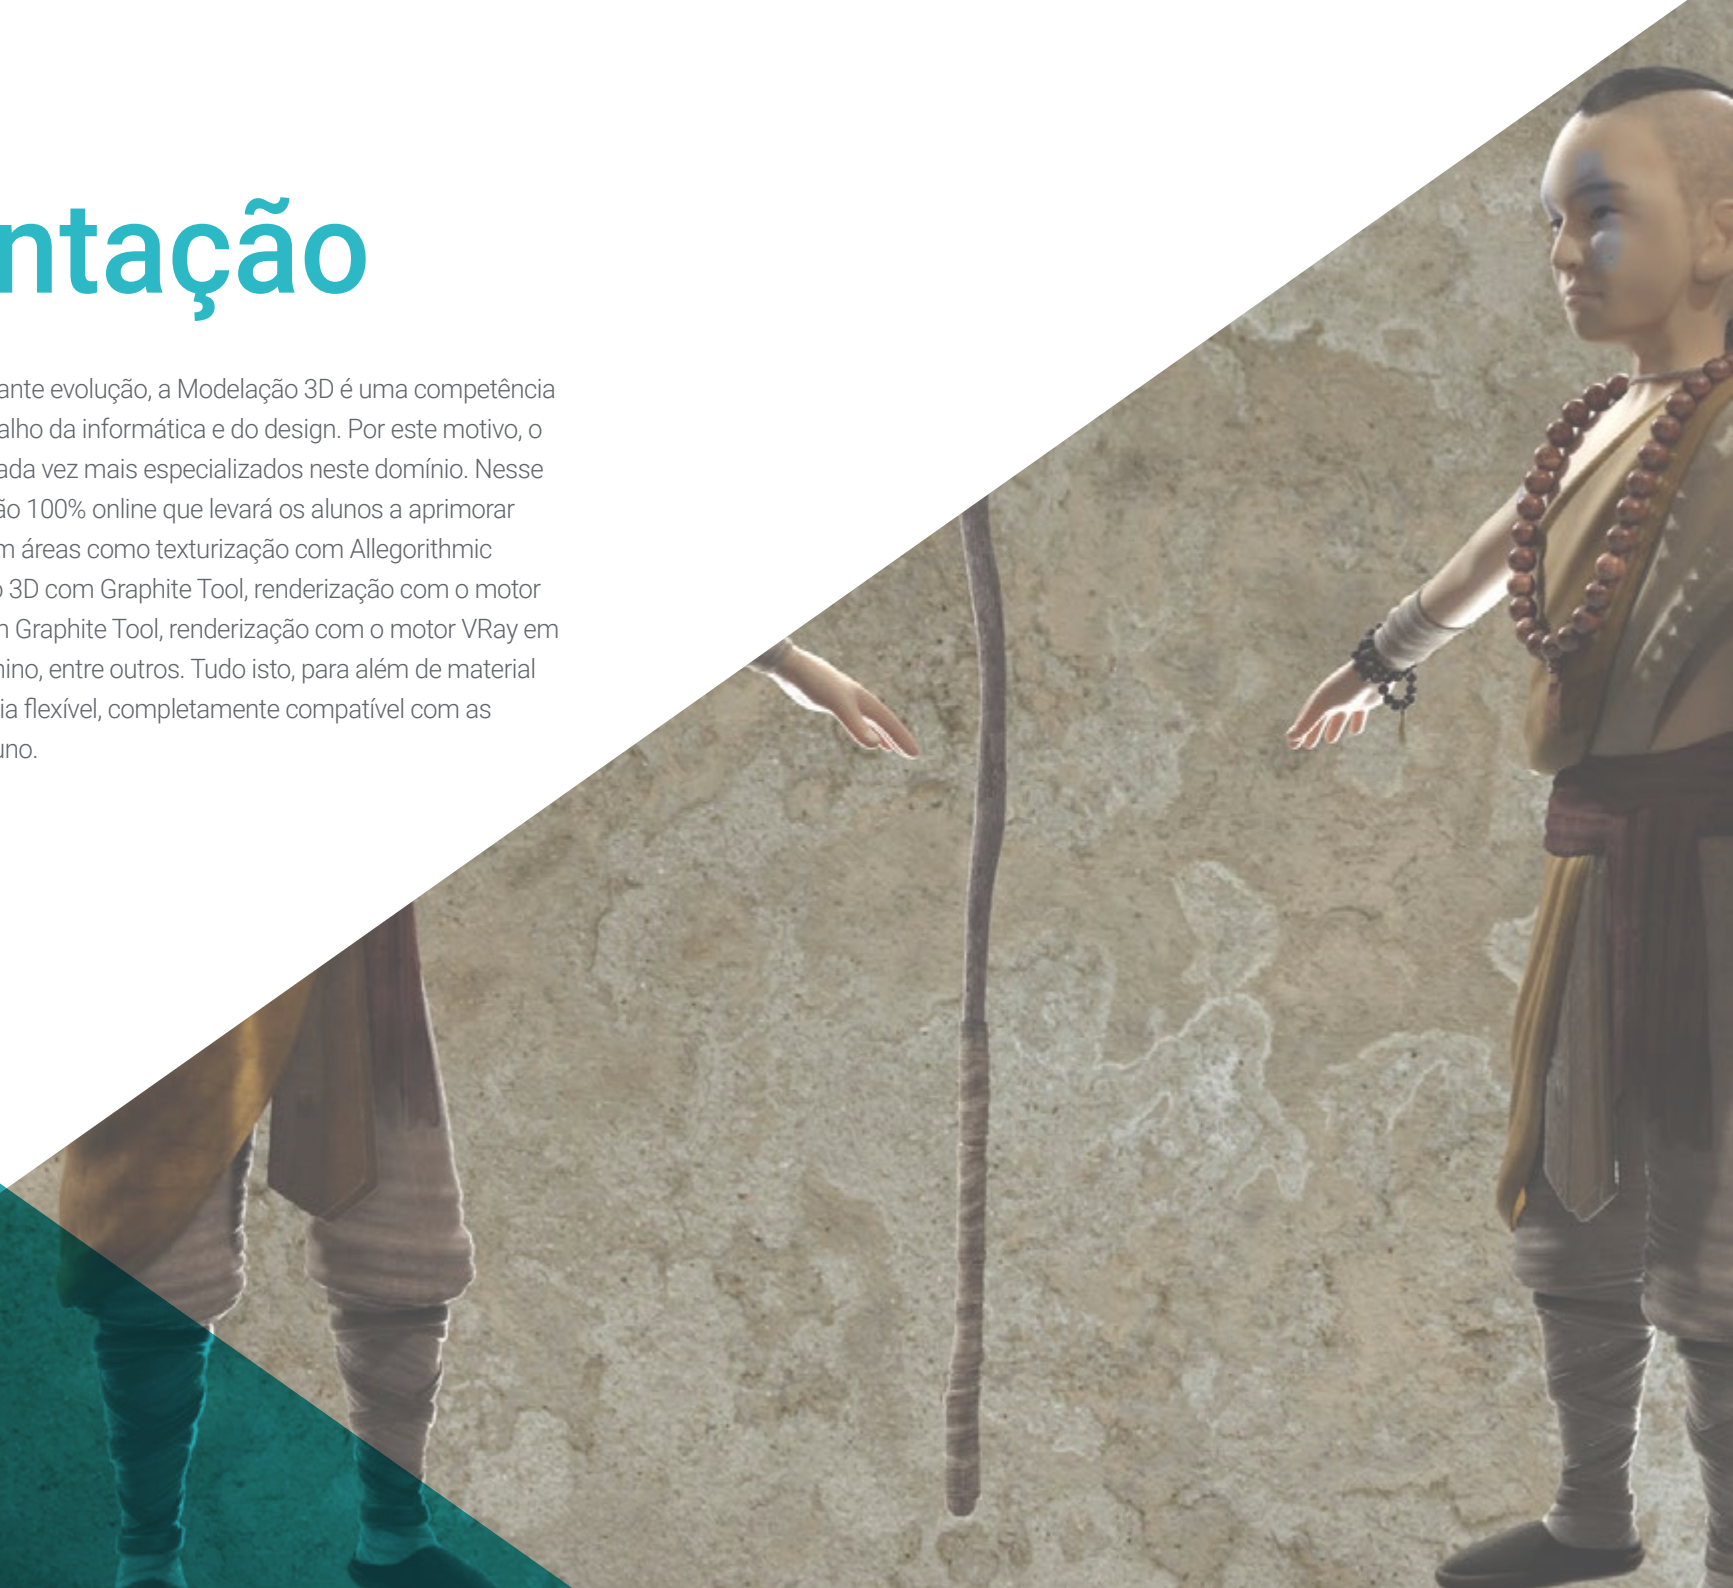 ntação
ante evolução, a Modelação 3D é uma competência
alho da informática e do design. Por este motivo, o
ada vez mais especializados neste domínio. Nesse
ão 100% online que levará os alunos a aprimorar
m áreas como texturização com Allegorithmic
o 3D com Graphite Tool, renderização com o motor
n Graphite Tool, renderização com o motor VRay em
nino, entre outros. Tudo isto, para além de material
ia flexível, completamente compatível com as
uno.